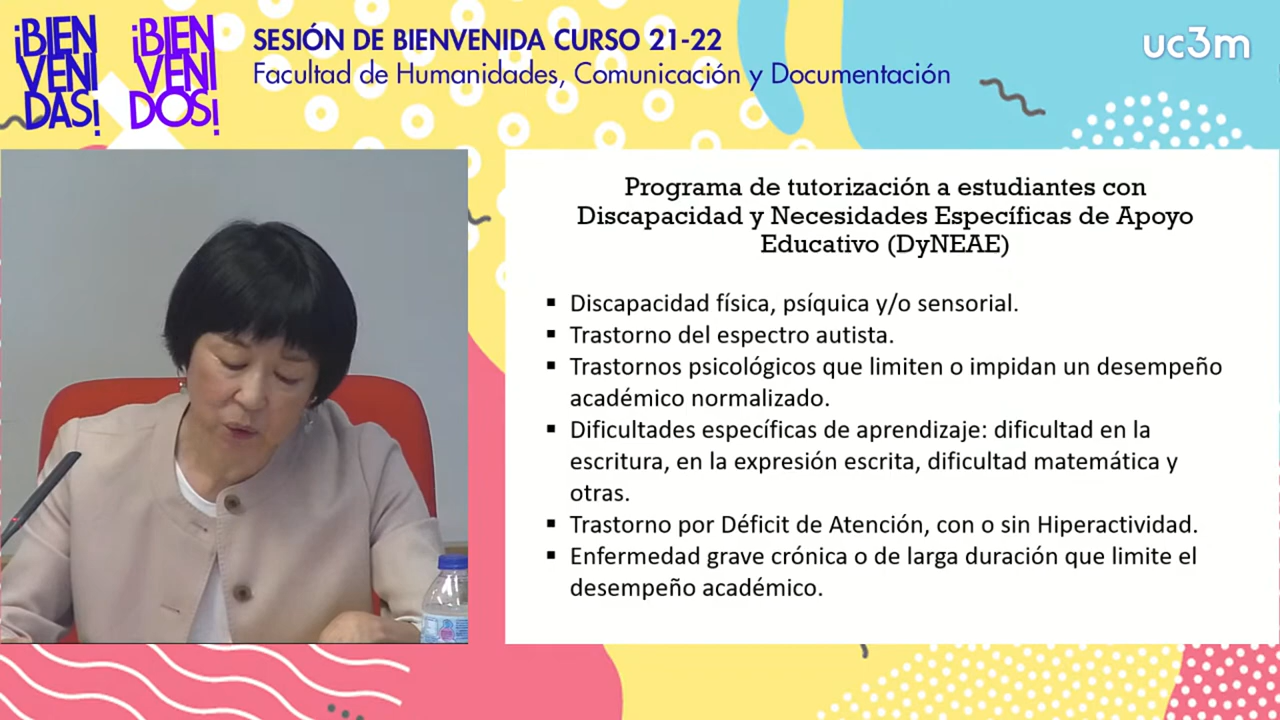 ¡BIEN
VENI
DAS!
¡BIEN
VENI
DOS!
SESIÓN DE BIENVENIDA CURSO 21-22
Facultad de Humanidades, Comunicación y Documentación
uc3m
Programa de tutorización a estudiantes con
Discapacidad y Necesidades Específicas de Apoyo
Educativo (DyNEAE)
▪ Discapacidad física, psíquica y/o sensorial.
▪ Trastorno del espectro autista.
▪ Trastornos psicológicos que limiten o impidan un desempeño
académico normalizado.
▪ Dificultades específicas de aprendizaje: dificultad en la
escritura, en la expresión escrita, dificultad matemática y
otras.
▪ Trastorno por Déficit de Atención, con o sin Hiperactividad.
▪ Enfermedad grave crónica o de larga duración que limite el
desempeño académico.